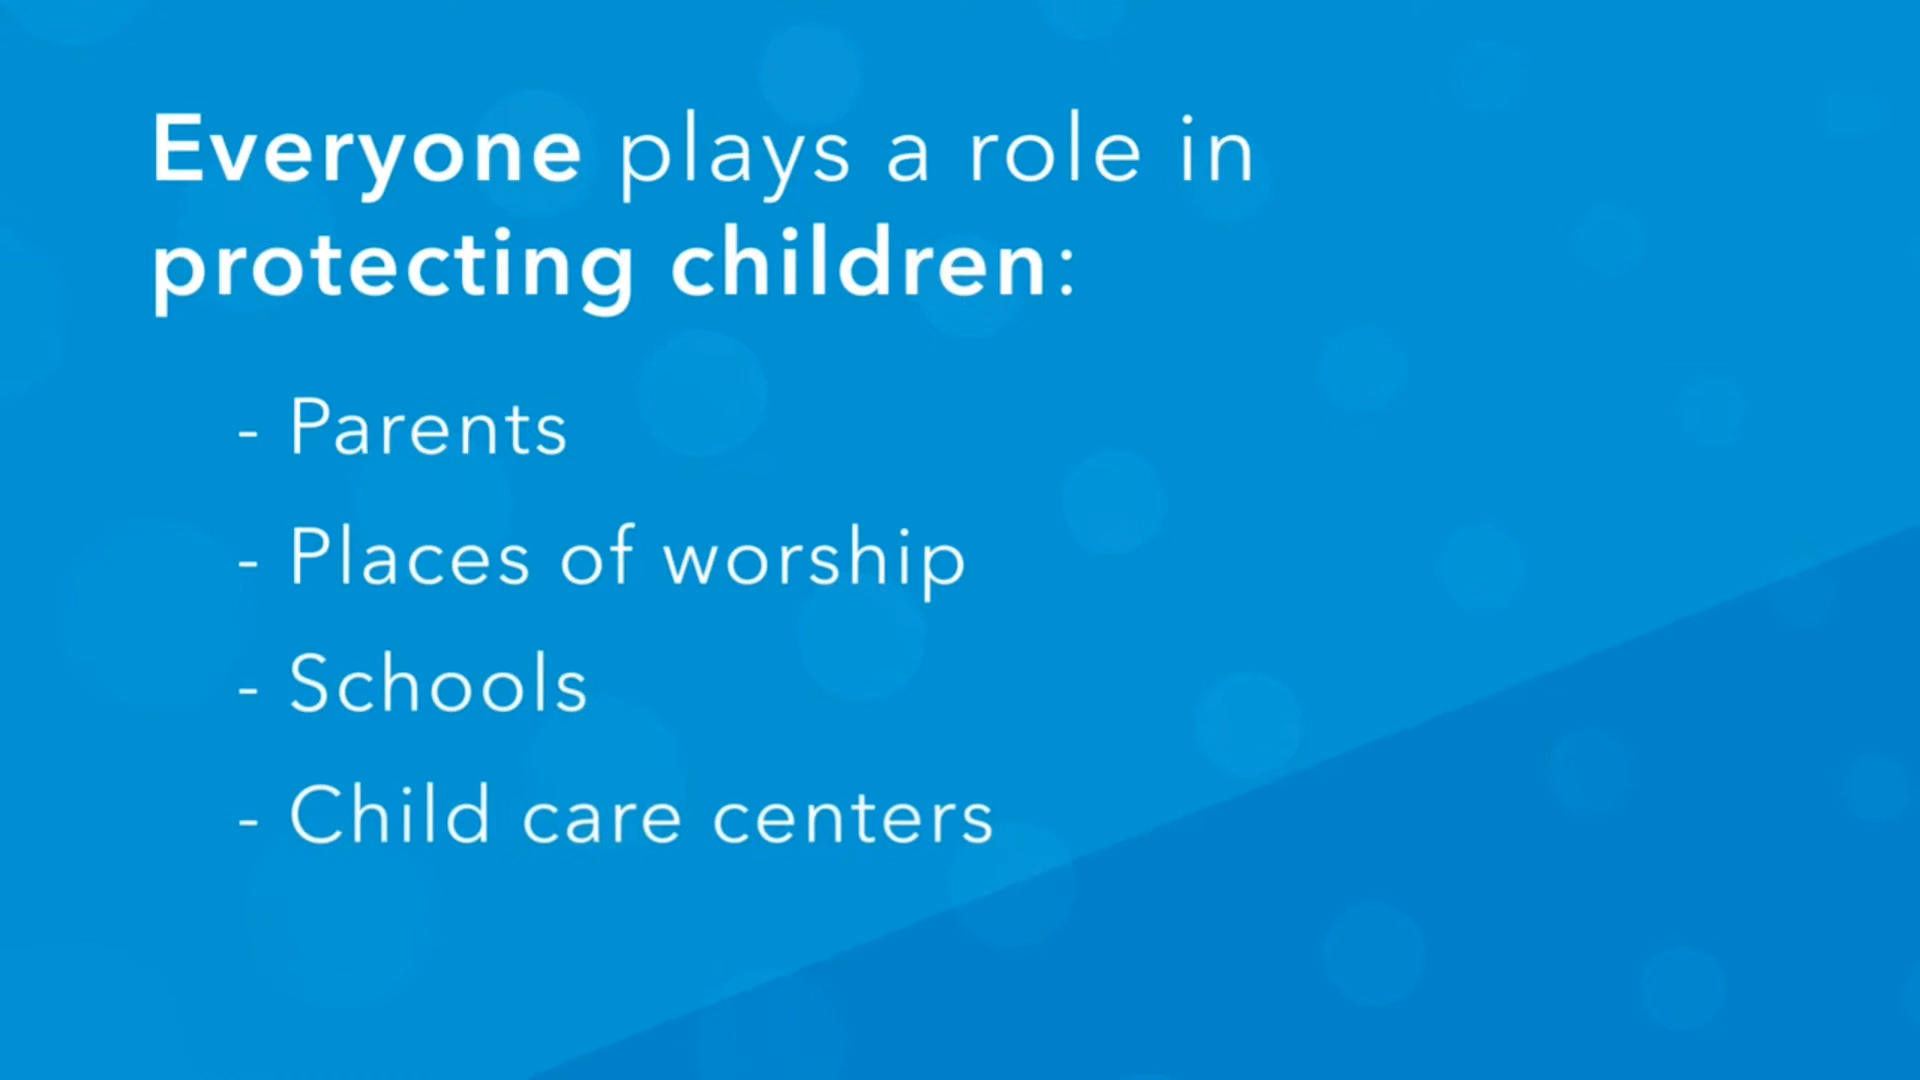 Everyone plays a role in
protecting children:
- Parents
- Places of worship
- Schools
- Child care centers